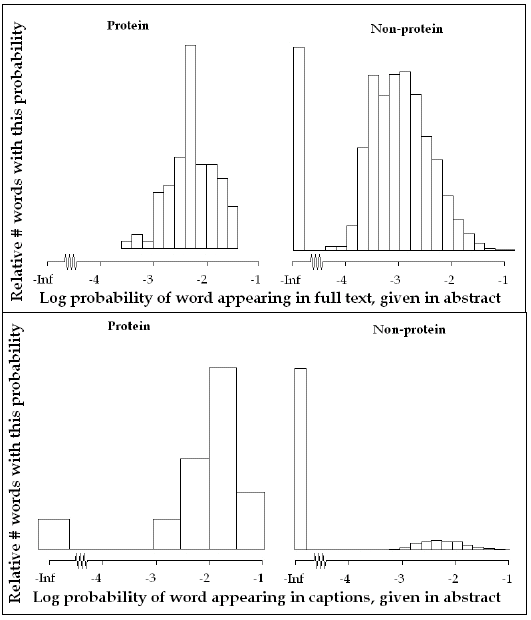 Relative # words with this probability
Protein
Non-protein
-Inf -4 -3 -2 -1
-Inf -4 -3 -2 -1
Log probability of word appearing in full text, given in abstract
Relative # words with this probability
Protein
Non-protein
-Inf -4 -3 -2 -1
-Inf -4 -3 -2 -1
Log probability of word appearing in captions, given in abstract